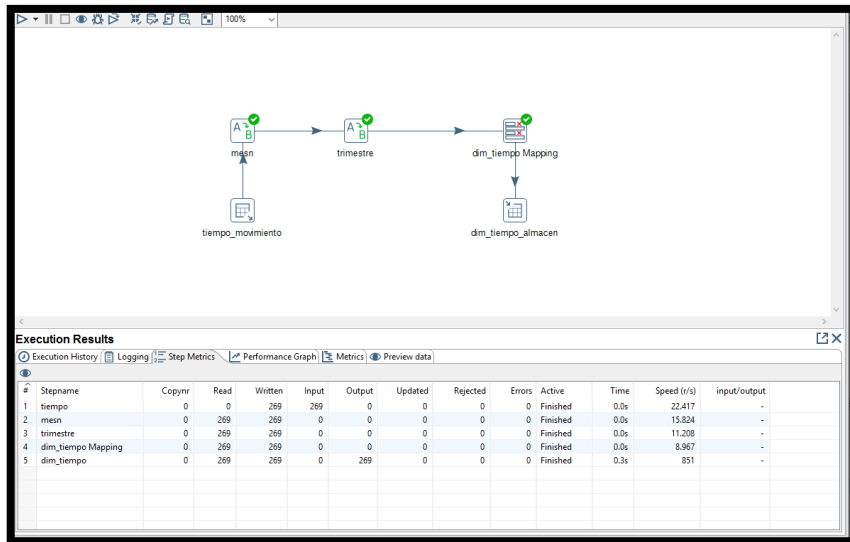 100%
A B
A B
mesn
trimestre
dim_tiempo Mapping
tiempo_movimiento
dim_tiempo_almacen
Execution Results
Execution History Logging Step Metrics Performance Graph Metrics Preview data
# Stepname Copynr Read Written Input Output Updated Rejected Errors Active Time Speed (r/s) input/output
1 tiempo 0 0 269 269 0 0 0 0 Finished 0.0s 22.417 -
2 mesn 0 269 269 0 0 0 0 0 Finished 0.0s 15.824 -
3 trimestre 0 269 269 0 0 0 0 0 Finished 0.0s 11.208 -
4 dim_tiempo Mapping 0 269 269 0 0 0 0 0 Finished 0.0s 8.967 -
5 dim_tiempo 0 269 269 0 269 0 0 0 Finished 0.3s 851 -